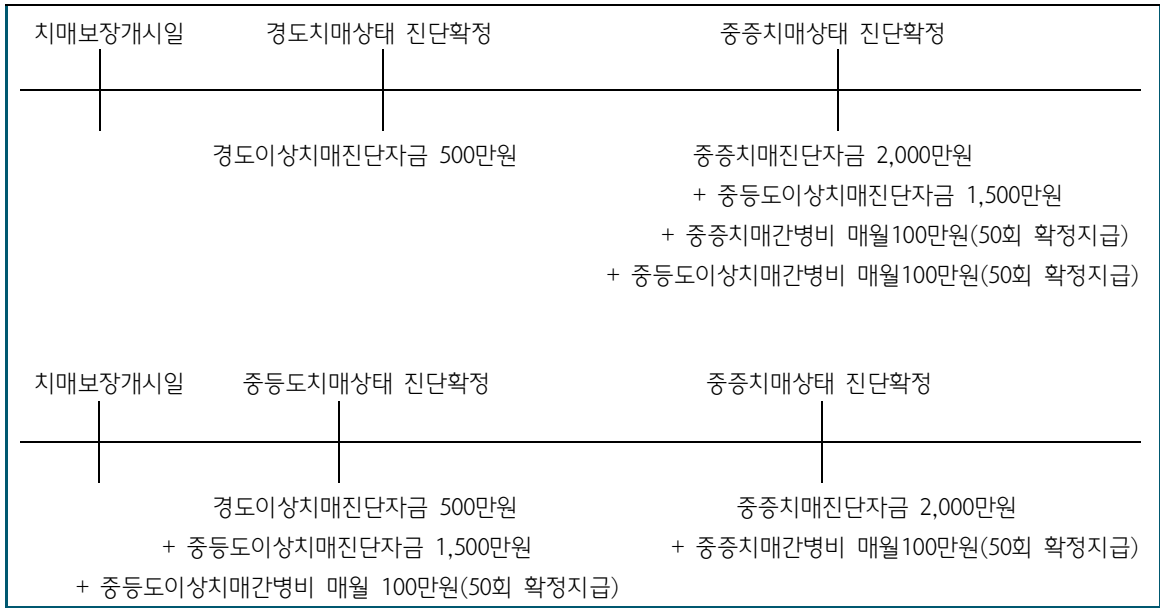 치매보장개시일 경도치매상태 진단확정 중증치매상태 진단확정
경도이상치매진단자금 500만원 중증치매진단자금 2,000만원
+ 중등도이상치매진단자금 1,500만원
+ 중증치매간병비 매월100만원(50회 확정지급)
+ 중등도이상치매간병비 매월100만원(50회 확정지급)
치매보장개시일 중등도치매상태 진단확정 중증치매상태 진단확정
경도이상치매진단자금 500만원 중증치매진단자금 2,000만원
+ 중등도이상치매진단자금 1,500만원 + 중증치매간병비 매월100만원(50회 확정지급)
+ 중등도이상치매간병비 매월 100만원(50회 확정지급)